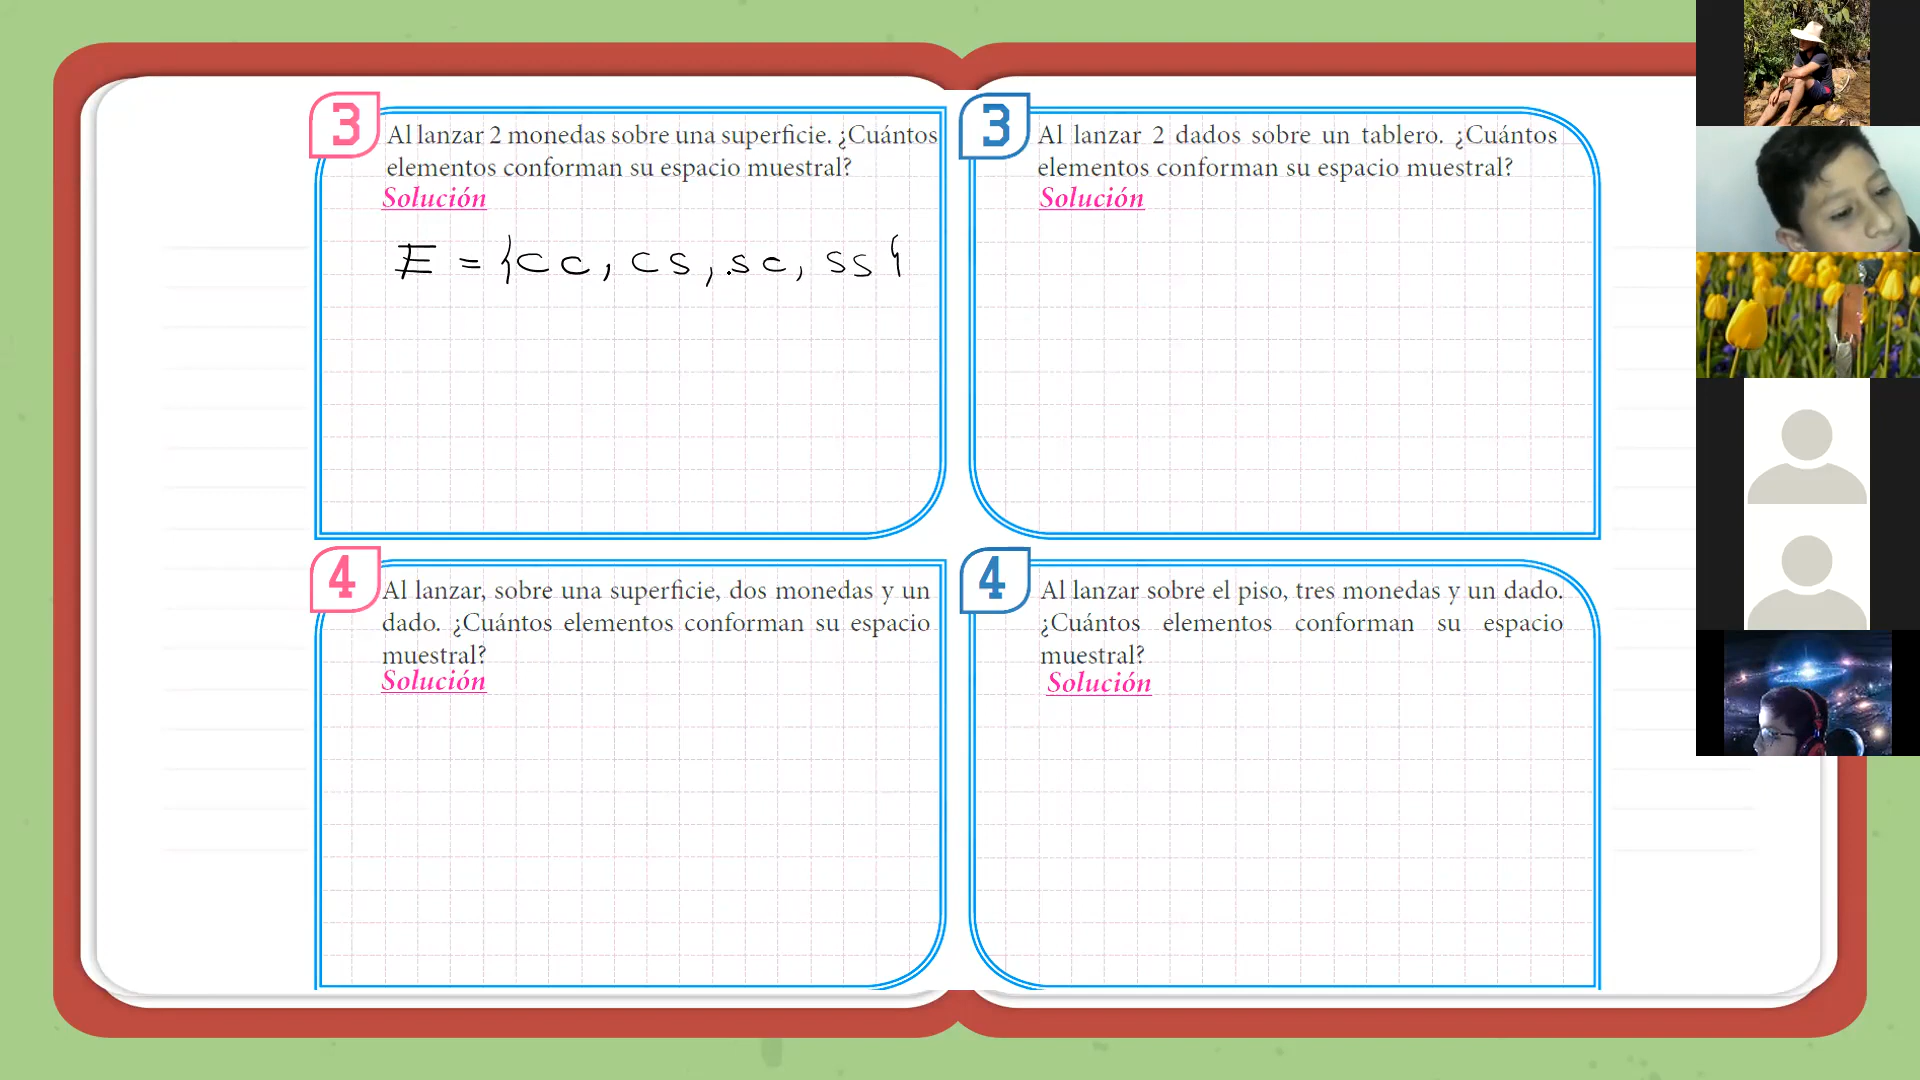 3
Al lanzar 2 monedas sobre una superficie. ¿Cuántos
elementos conforman su espacio muestral?
Solución
E = {CC, CS, SC, SS}
3
Al lanzar 2 dados sobre un tablero. ¿Cuántos
elementos conforman su espacio muestral?
Solución
4
Al lanzar, sobre una superficie, dos monedas y un
dado. ¿Cuántos elementos conforman su espacio
muestral?
Solución
4
Al lanzar sobre el piso, tres monedas y un dado.
¿Cuántos elementos conforman su espacio
muestral?
Solución